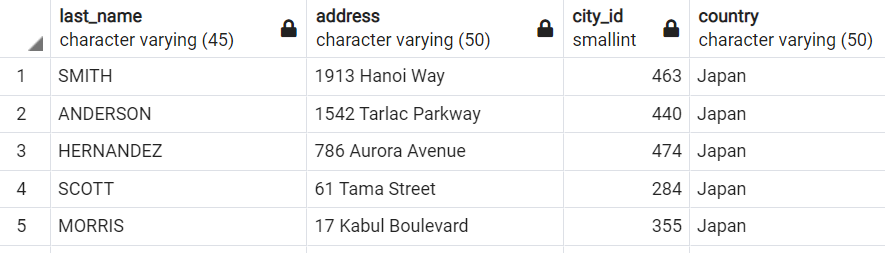 last_name address city_id country
character varying (45) character varying (50) smallint character varying (50)
1 SMITH 1913 Hanoi Way 463 Japan
2 ANDERSON 1542 Tarlac Parkway 440 Japan
3 HERNANDEZ 786 Aurora Avenue 474 Japan
4 SCOTT 61 Tama Street 284 Japan
5 MORRIS 17 Kabul Boulevard 355 Japan